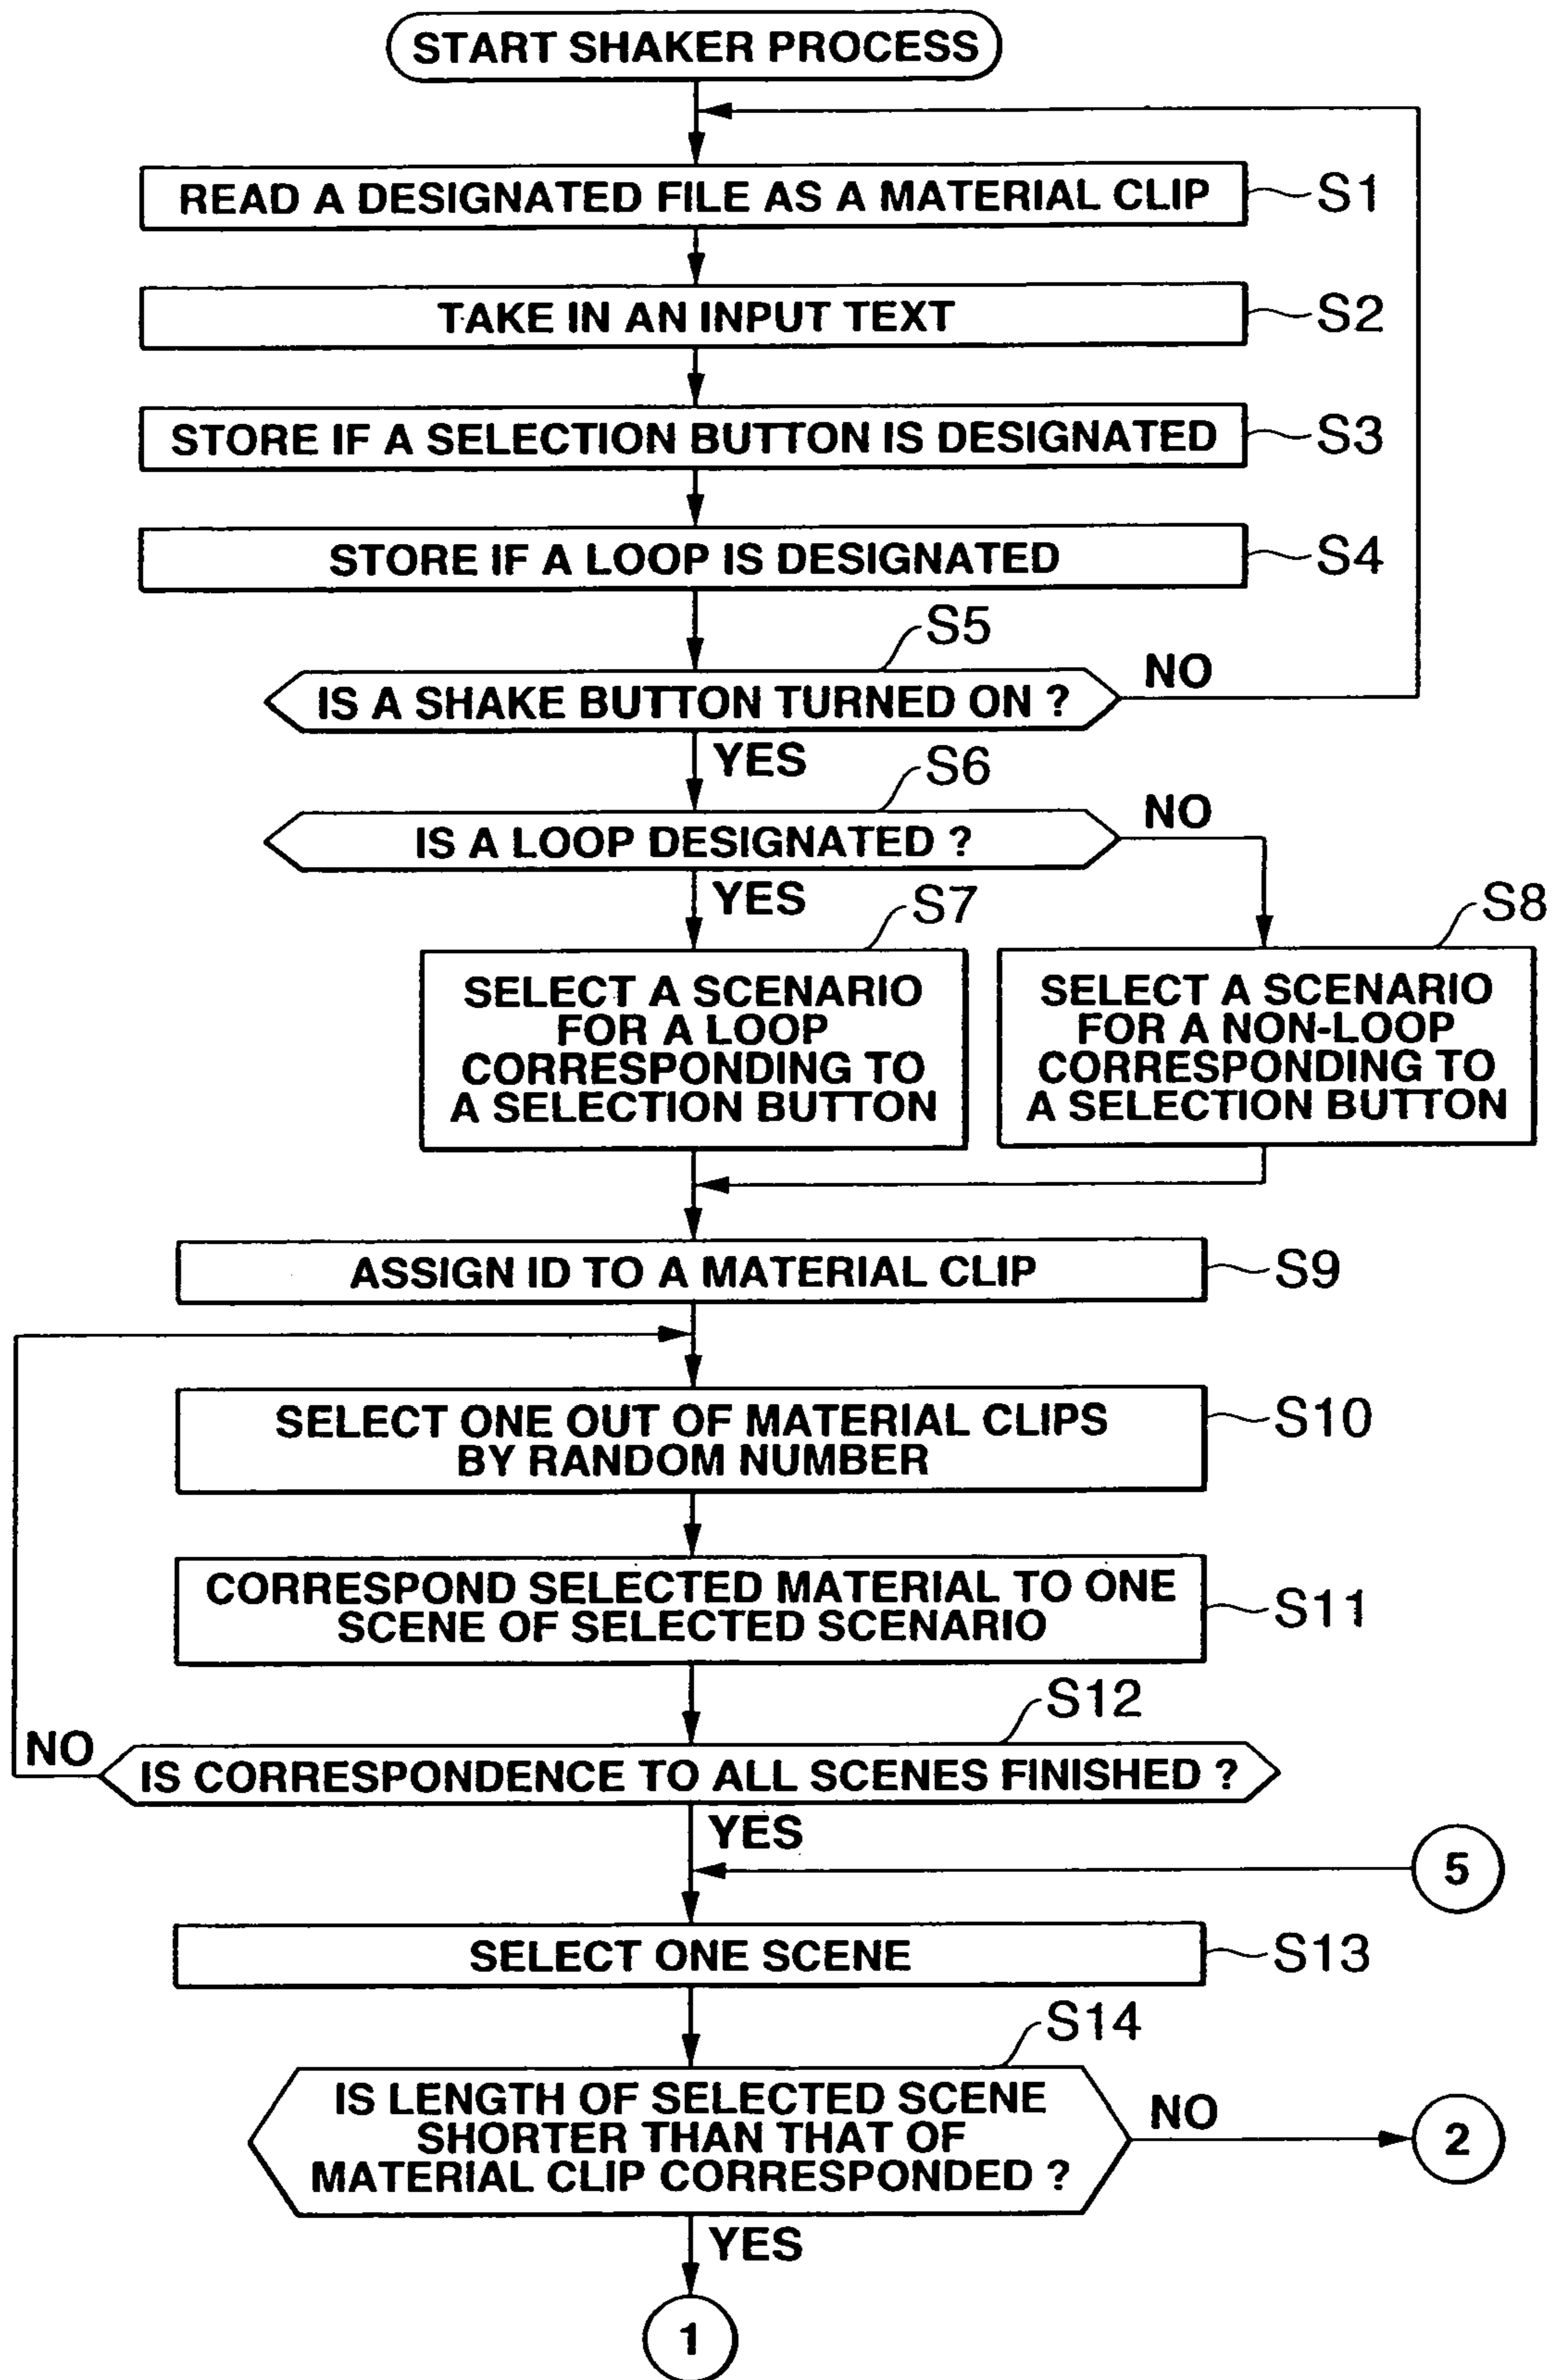 START SHAKER PROCESS
READ A DESIGNATED FILE AS A MATERIAL CLIP
S1
TAKE IN AN INPUT TEXT
S2
STORE IF A SELECTION BUTTON IS DESIGNATED
S3
STORE IF A LOOP IS DESIGNATED
S4
S5
IS A SHAKE BUTTON TURNED ON ?
NO
YES
S6
IS A LOOP DESIGNATED ?
NO
YES
S7
SELECT A SCENARIO
FOR A LOOP
CORRESPONDING TO
A SELECTION BUTTON
S8
SELECT A SCENARIO
FOR A NON-LOOP
CORRESPONDING TO
A SELECTION BUTTON
ASSIGN ID TO A MATERIAL CLIP
S9
SELECT ONE OUT OF MATERIAL CLIPS
BY RANDOM NUMBER
S10
CORRESPOND SELECTED MATERIAL TO ONE
SCENE OF SELECTED SCENARIO
S11
S12
NO
IS CORRESPONDENCE TO ALL SCENES FINISHED ?
YES
5
SELECT ONE SCENE
S13
S14
IS LENGTH OF SELECTED SCENE
SHORTER THAN THAT OF
MATERIAL CLIP CORRESPONDED ?
NO
2
YES
1